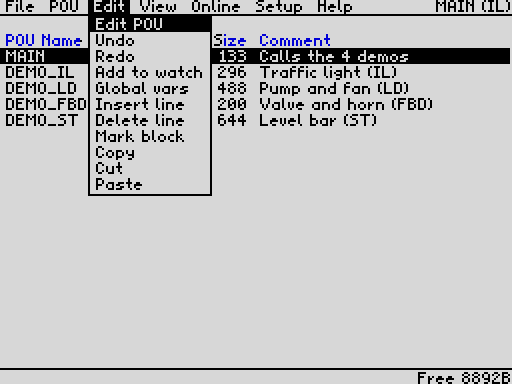 File POU Edit View Online Setup Help MAIN (IL)
Edit POU
Undo
POU Name Size Comment
Redo
MAIN 133 Calls the 4 demos
Add to watch
DEMO_IL 296 Traffic light (IL)
Global vars
DEMO_LD 488 Pump and fan (LD)
Insert line
DEMO_FBD 200 Valve and horn (FBD)
Delete line
DEMO_ST 644 Level bar (ST)
Mark block
Copy
Cut
Paste
Free 8892B